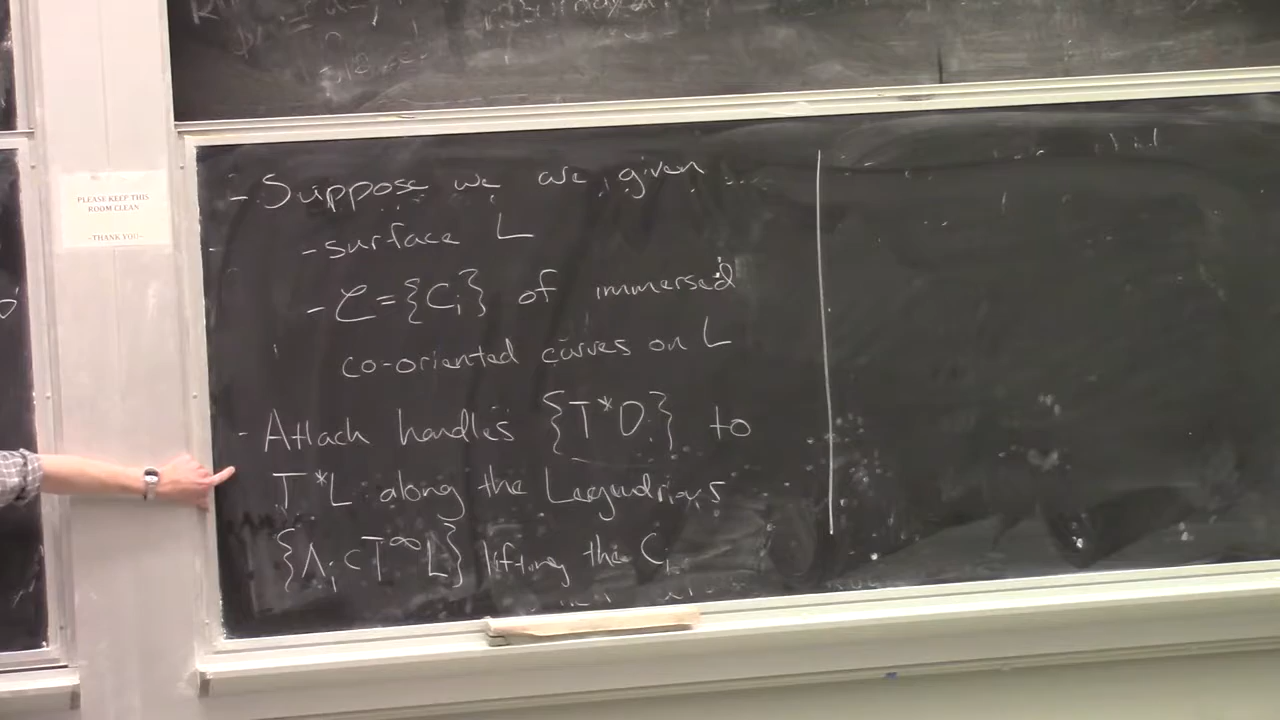 PLEASE KEEP THIS
ROOM CLEAN
~THANK YOU~
- Suppose we are given
- surface L
- 𝒞 = {Cᵢ} of immersed
co-oriented curves on L
- Attach handles {T*Dᵢ} to
T*L along the Legendrians
{Λᵢ ⊂ T^∞ L} lifting the Cᵢ